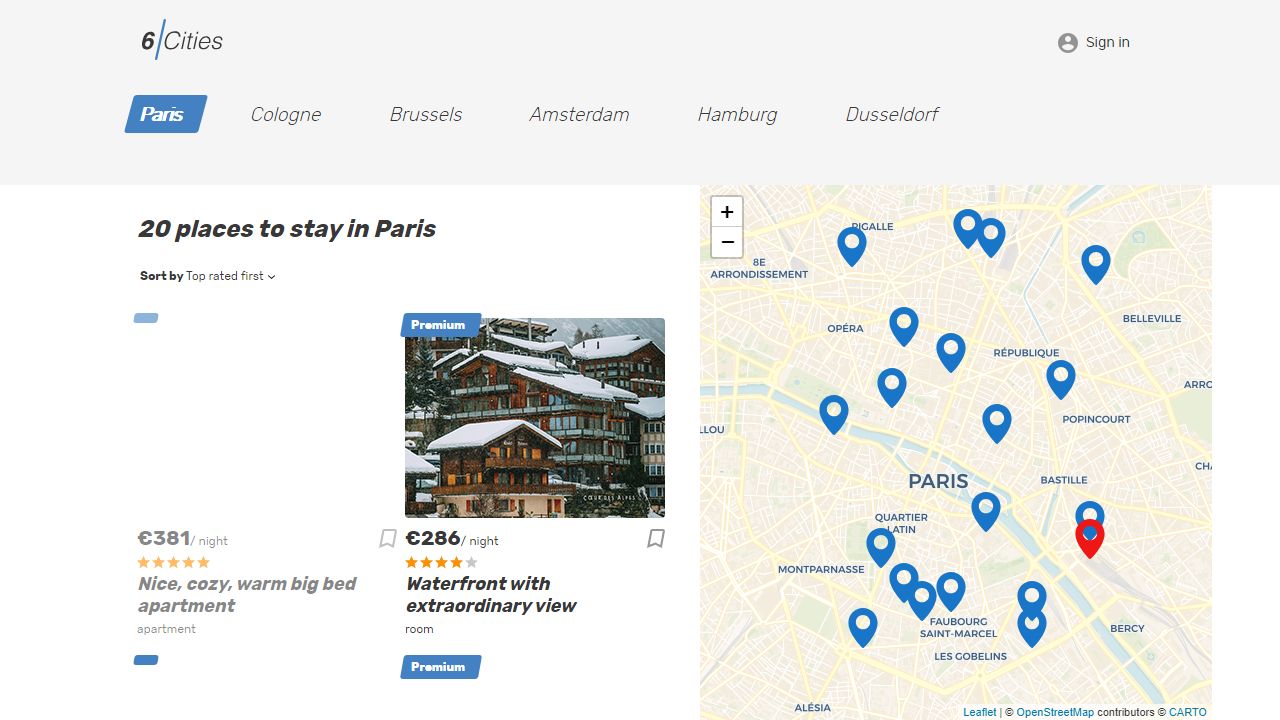 6 Cities
Sign in
Paris
Cologne
Brussels
Amsterdam
Hamburg
Dusseldorf
20 places to stay in Paris
Sort by Top rated first
Premium
COEUR DES ALPES
€381/ night
€286/ night
Nice, cozy, warm big bed
apartment
Waterfront with
extraordinary view
apartment
room
Premium
+
−
PIGALLE
8E
ARRONDISSEMENT
BELLEVILLE
OPÉRA
RÉPUBLIQUE
ARRO
POPINCOURT
LLOU
CHA
PARIS
BASTILLE
QUARTIER
LATIN
MONTPARNASSE
FAUBOURG
SAINT-MARCEL
BERCY
LES GOBELINS
ALÉSIA
Leaflet | © OpenStreetMap contributors © CARTO